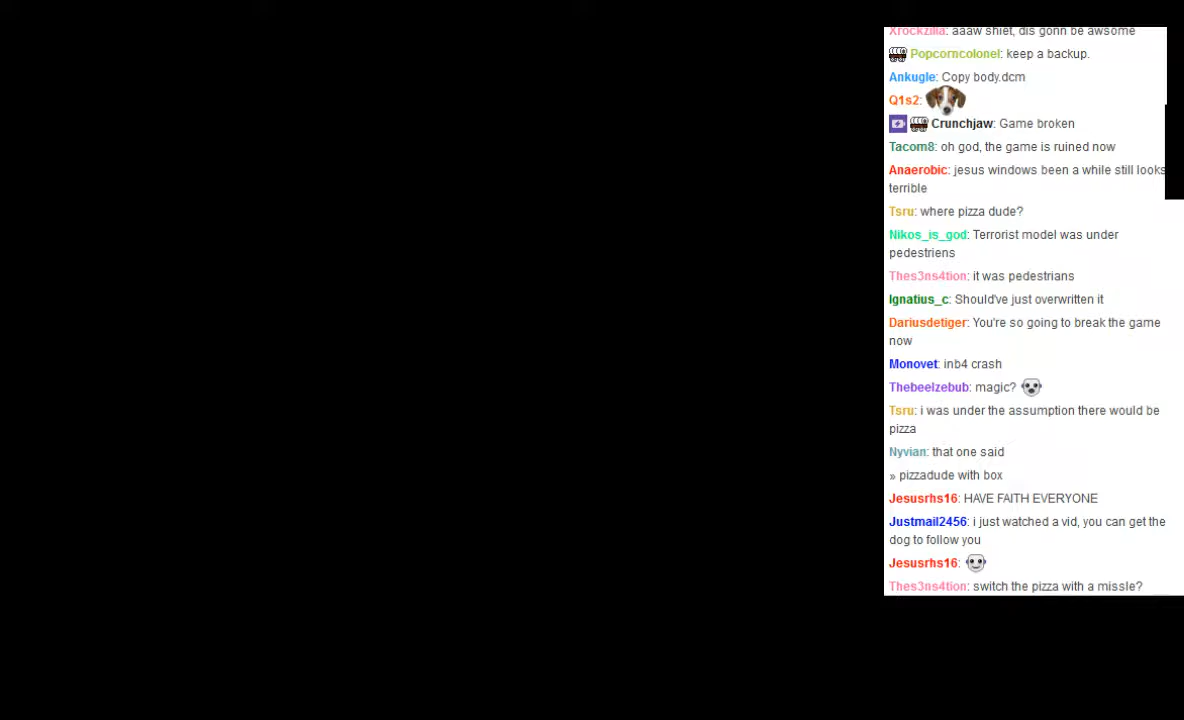 Xrockzilla: aaaw shiet, dis gonn be awsome
Popcorncolonel: keep a backup.
Ankugle: Copy body.dcm
Q1s2:
Crunchjaw: Game broken
Tacom8: oh god, the game is ruined now
Anaerobic: jesus windows been a while still looks
terrible
Tsru: where pizza dude?
Nikos_is_god: Terrorist model was under
pedestriens
Thes3ns4tion: it was pedestrians
Ignatius_c: Should've just overwritten it
Dariusdetiger: You're so going to break the game
now
Monovet: inb4 crash
Thebeelzebub: magic?
Tsru: i was under the assumption there would be
pizza
Nyvian: that one said
» pizzadude with box
Jesusrhs16: HAVE FAITH EVERYONE
Justmail2456: i just watched a vid, you can get the
dog to follow you
Jesusrhs16:
Thes3ns4tion: switch the pizza with a missle?